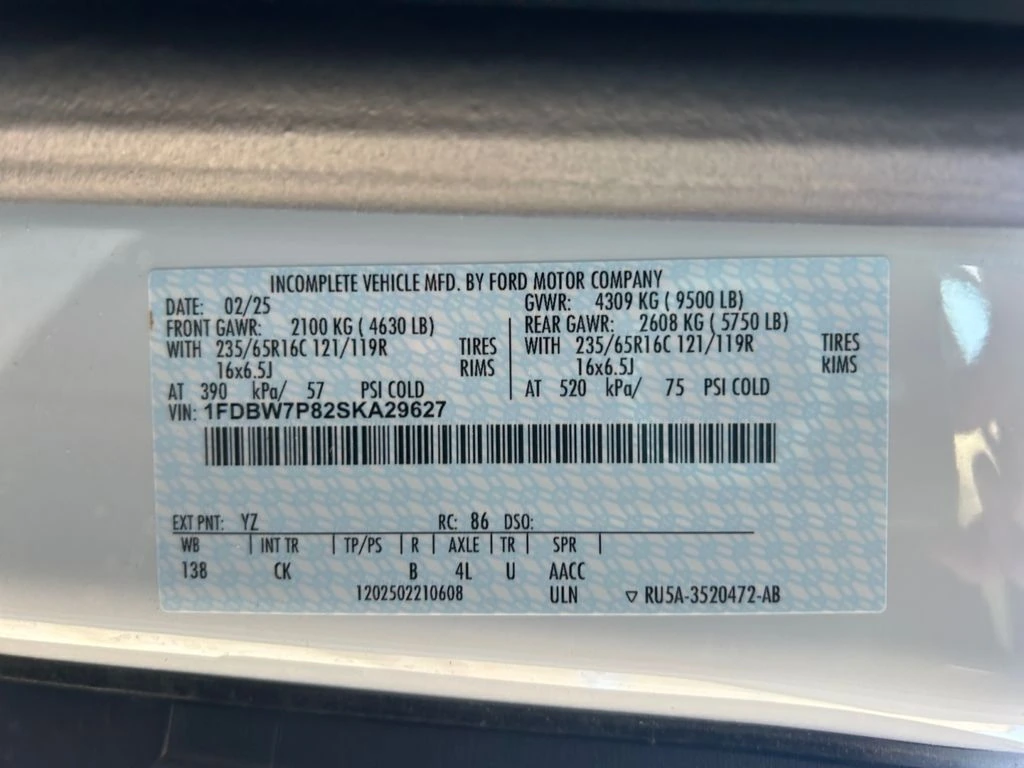 INCOMPLETE VEHICLE MFD. BY FORD MOTOR COMPANY
DATE: 02/25 GVWR: 4309 KG ( 9500 LB)
FRONT GAWR: 2100 KG ( 4630 LB) REAR GAWR: 2608 KG ( 5750 LB)
WITH 235/65R16C 121/119R TIRES WITH 235/65R16C 121/119R TIRES
16x6.5J RIMS 16x6.5J RIMS
AT 390 kPa/ 57 PSI COLD AT 520 kPa/ 75 PSI COLD
VIN: 1FDBW7P82SKA29627
EXT PNT: YZ RC: 86 DSO:
WB INT TR TP/PS R AXLE TR SPR
138 CK B 4L U AACC
1202502210608 ULN ▽ RU5A-3520472-AB